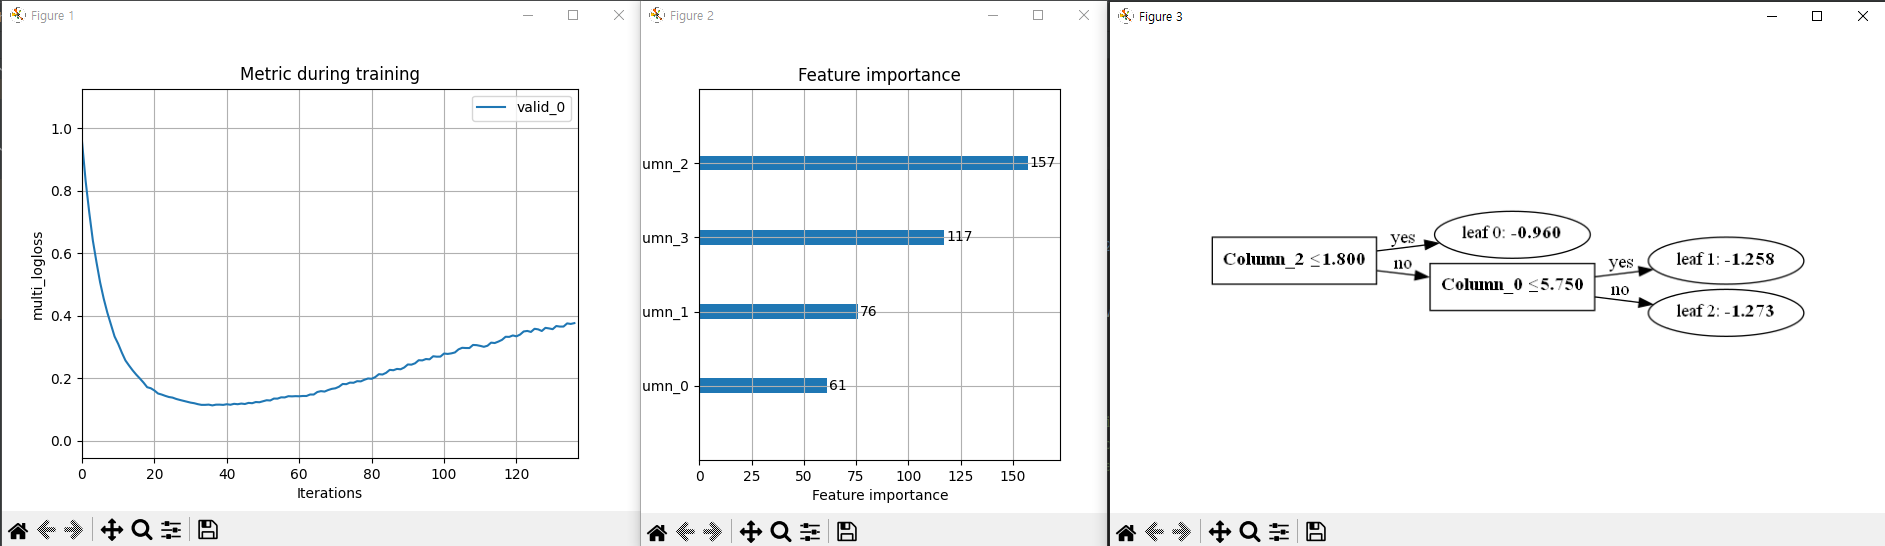 Figure 1
Metric during training
valid_0
1.0
0.8
0.6
0.4
0.2
0.0
multi_logloss
0 20 40 60 80 100 120
Iterations
Figure 2
Feature importance
umn_2 157
umn_3 117
umn_1 76
umn_0 61
0 25 50 75 100 125 150
Feature importance
Figure 3
Column_2 ≤1.800
yes
no
leaf 0: -0.960
Column_0 ≤5.750
yes
no
leaf 1: -1.258
leaf 2: -1.273